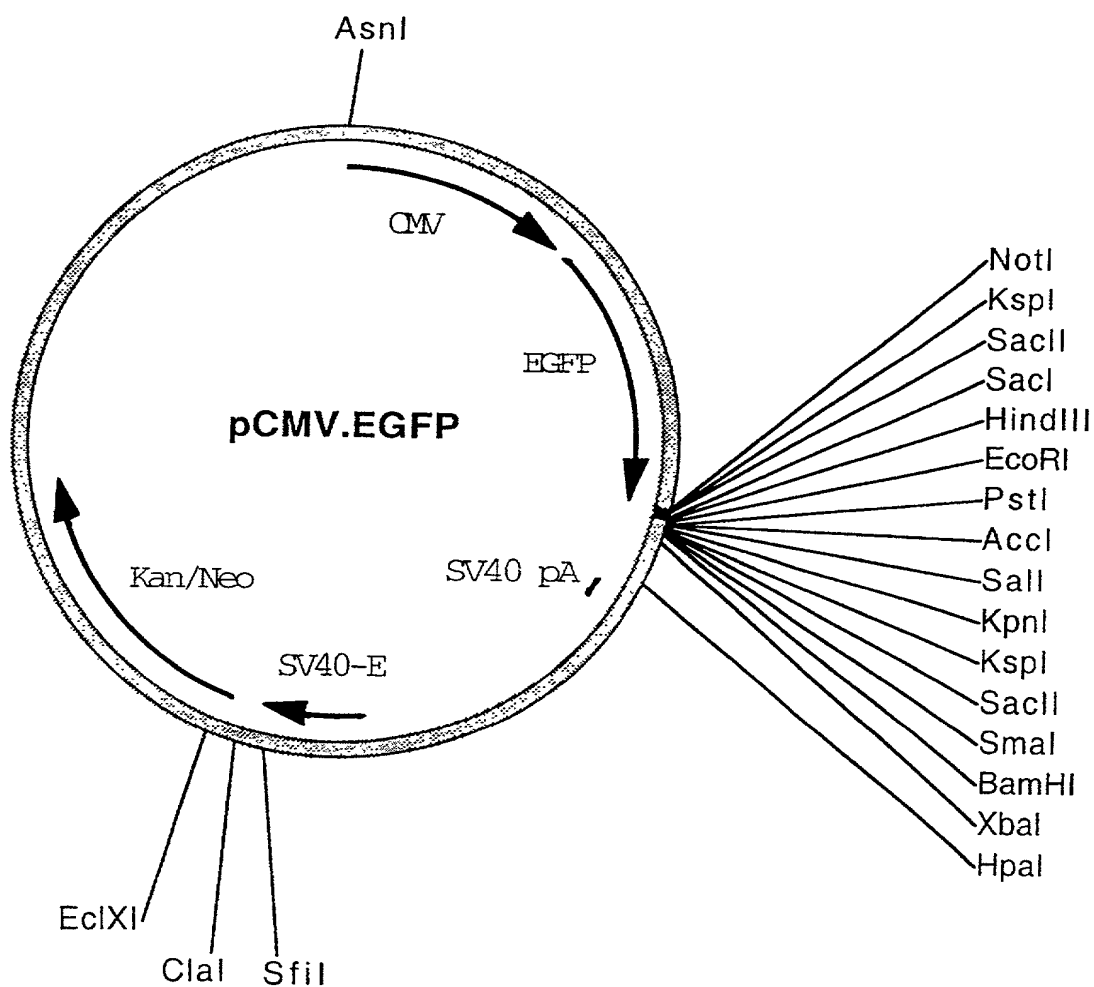 AsnI
CMV
NotI
KspI
SacII
EGFP
SacI
HindIII
pCMV.EGFP
EcoRI
PstI
AccI
Kan/Neo
SV40 pA
SalI
KpnI
SV40-E
KspI
SacII
SmaI
BamHI
XbaI
HpaI
EclXI
ClaI
SfiI